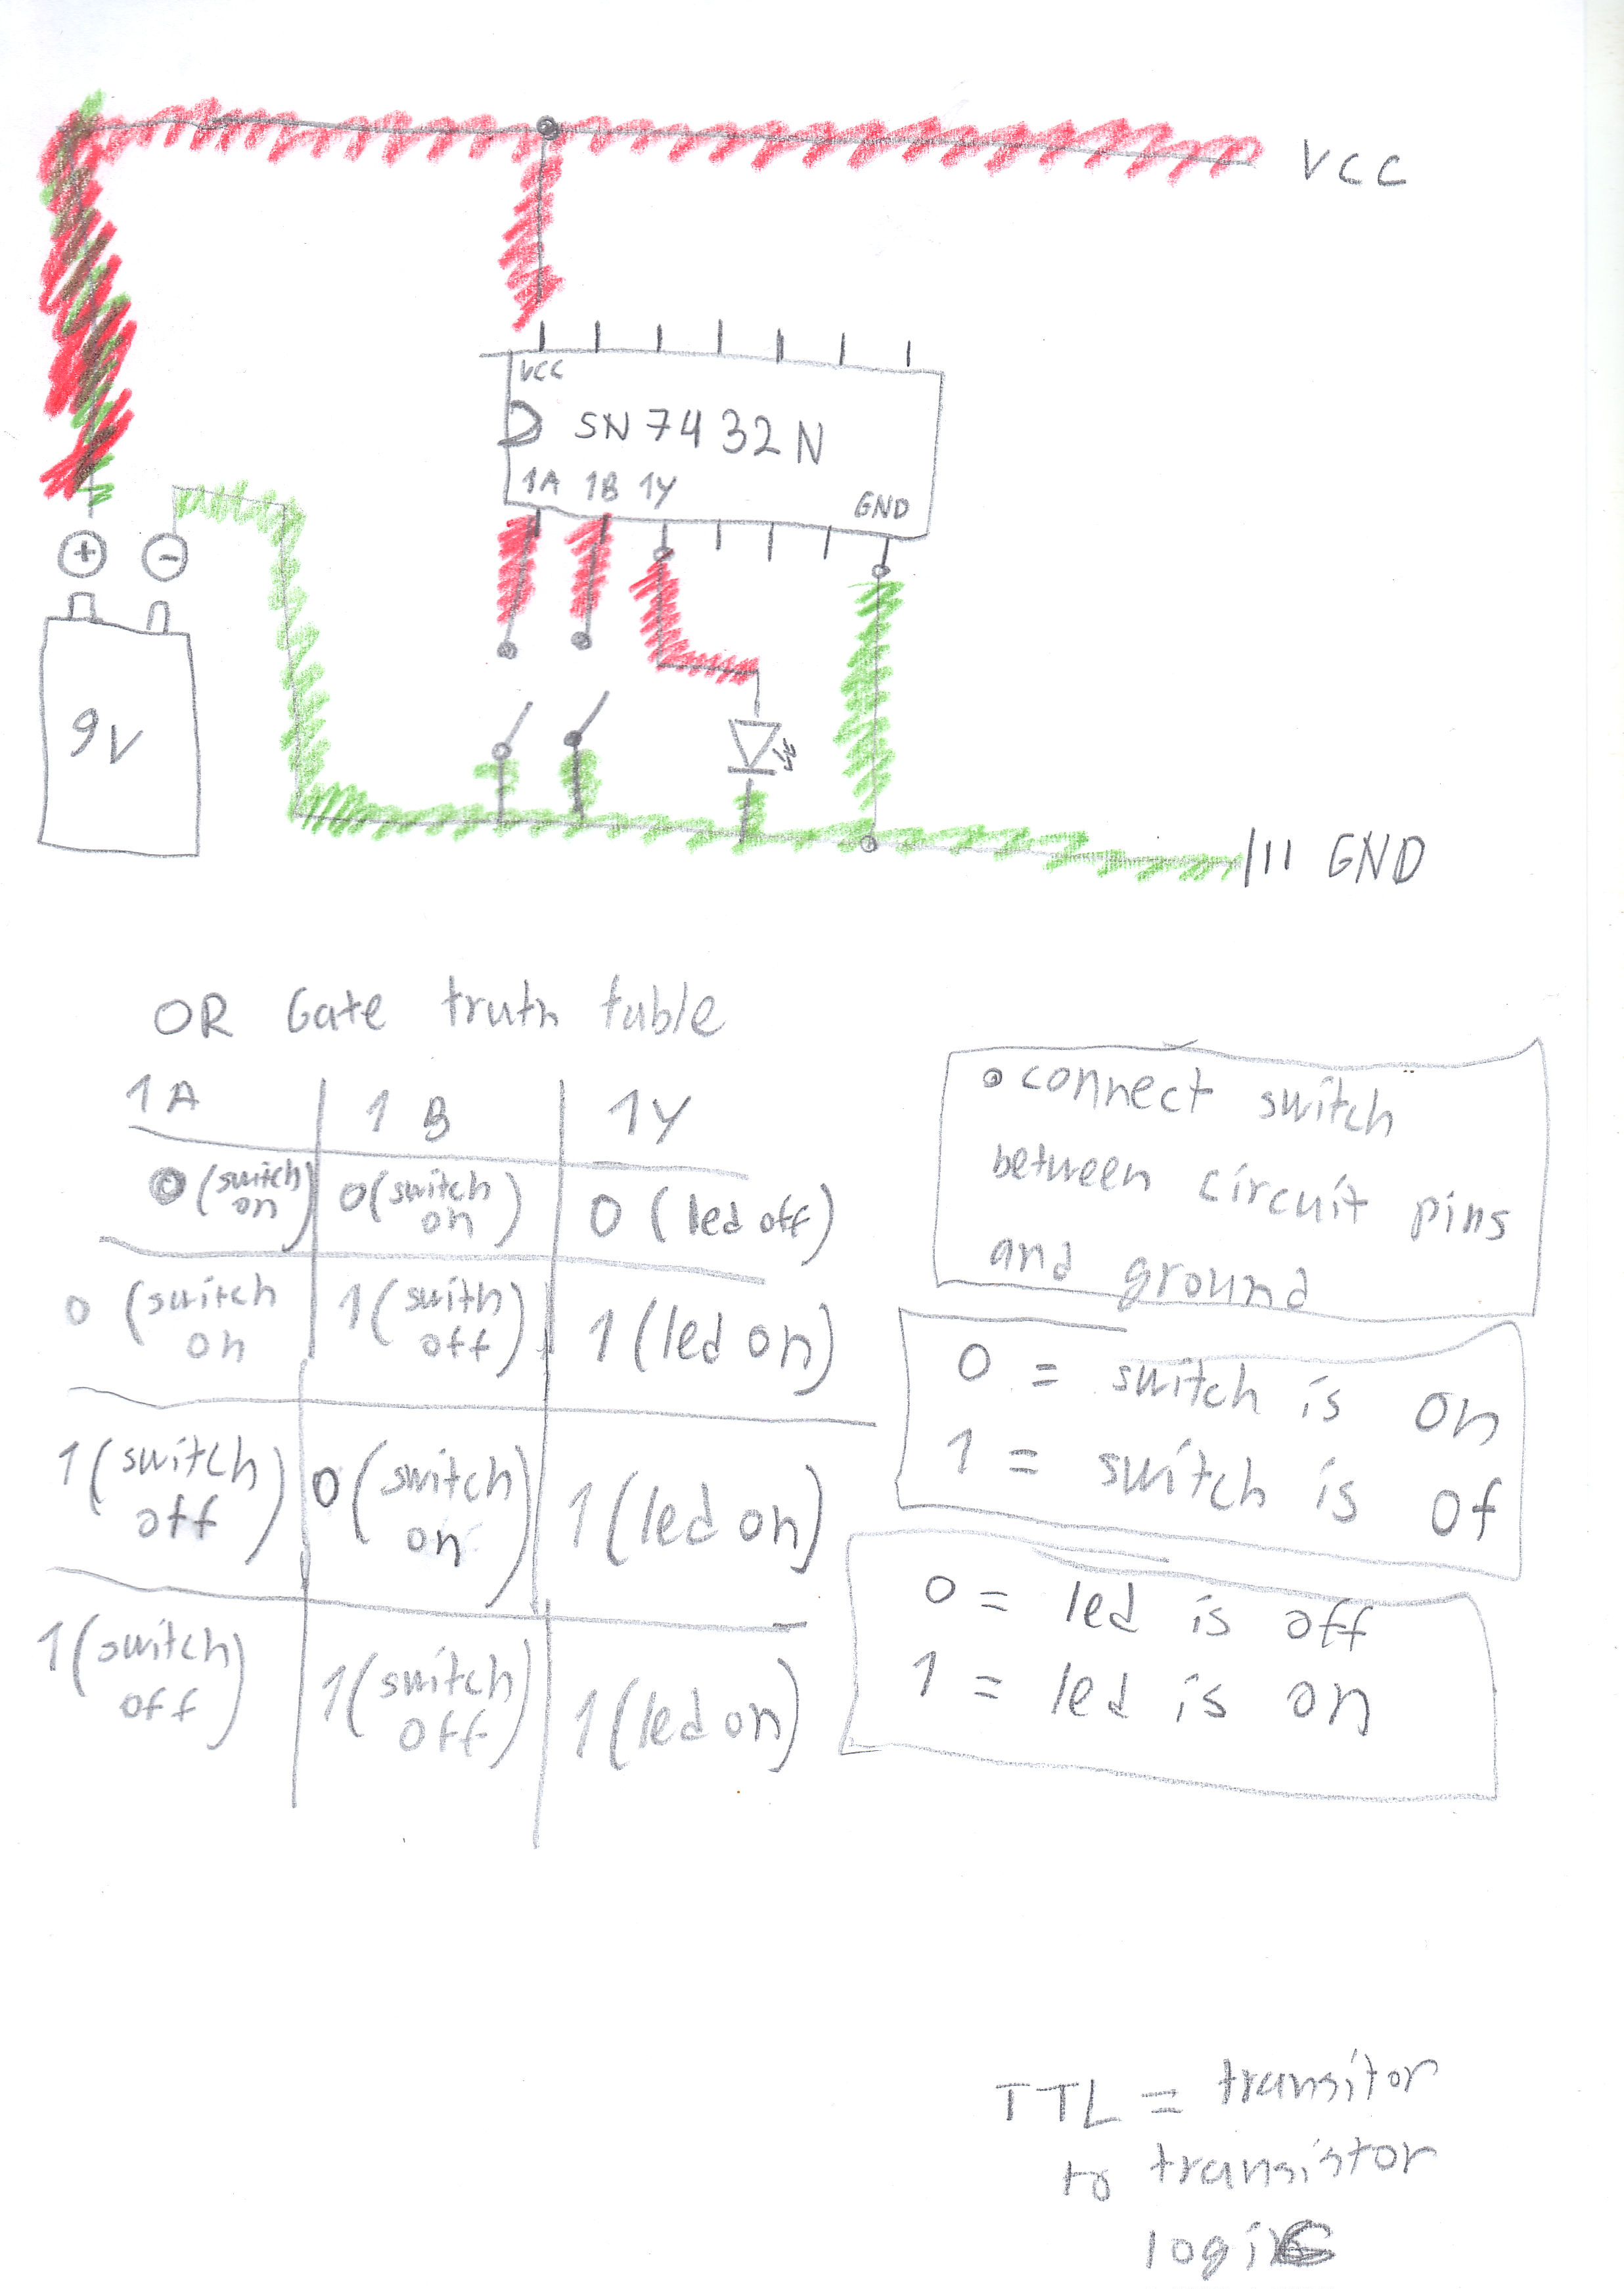 VCC
VCC
SN7432N
1A 1B 1Y
GND
+ -
9V
GND
OR Gate truth table
1A 1B 1Y
0 (switch on) 0 (switch on) 0 (led off)
0 (switch on 1 (swith off) 1 (led on)
1 (switch off) 0 (switch on) 1 (led on)
1 (switch off) 1 (switch off) 1 (led on)
connect switch
between circuit pins
and ground
0 = switch is on
1 = switch is of
0 = led is off
1 = led is on
TTL = transitor
to transistor
logic